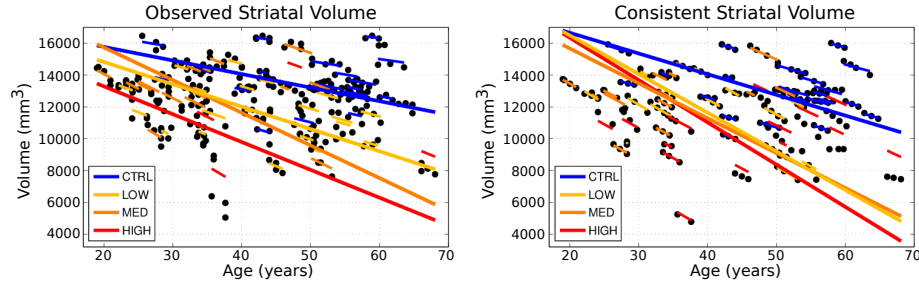 Observed Striatal Volume
Volume (mm³)
16000
14000
12000
10000
8000
6000
4000
CTRL
LOW
MED
HIGH
20 30 40 50 60 70
Age (years)
Consistent Striatal Volume
Volume (mm³)
16000
14000
12000
10000
8000
6000
4000
CTRL
LOW
MED
HIGH
20 30 40 50 60 70
Age (years)